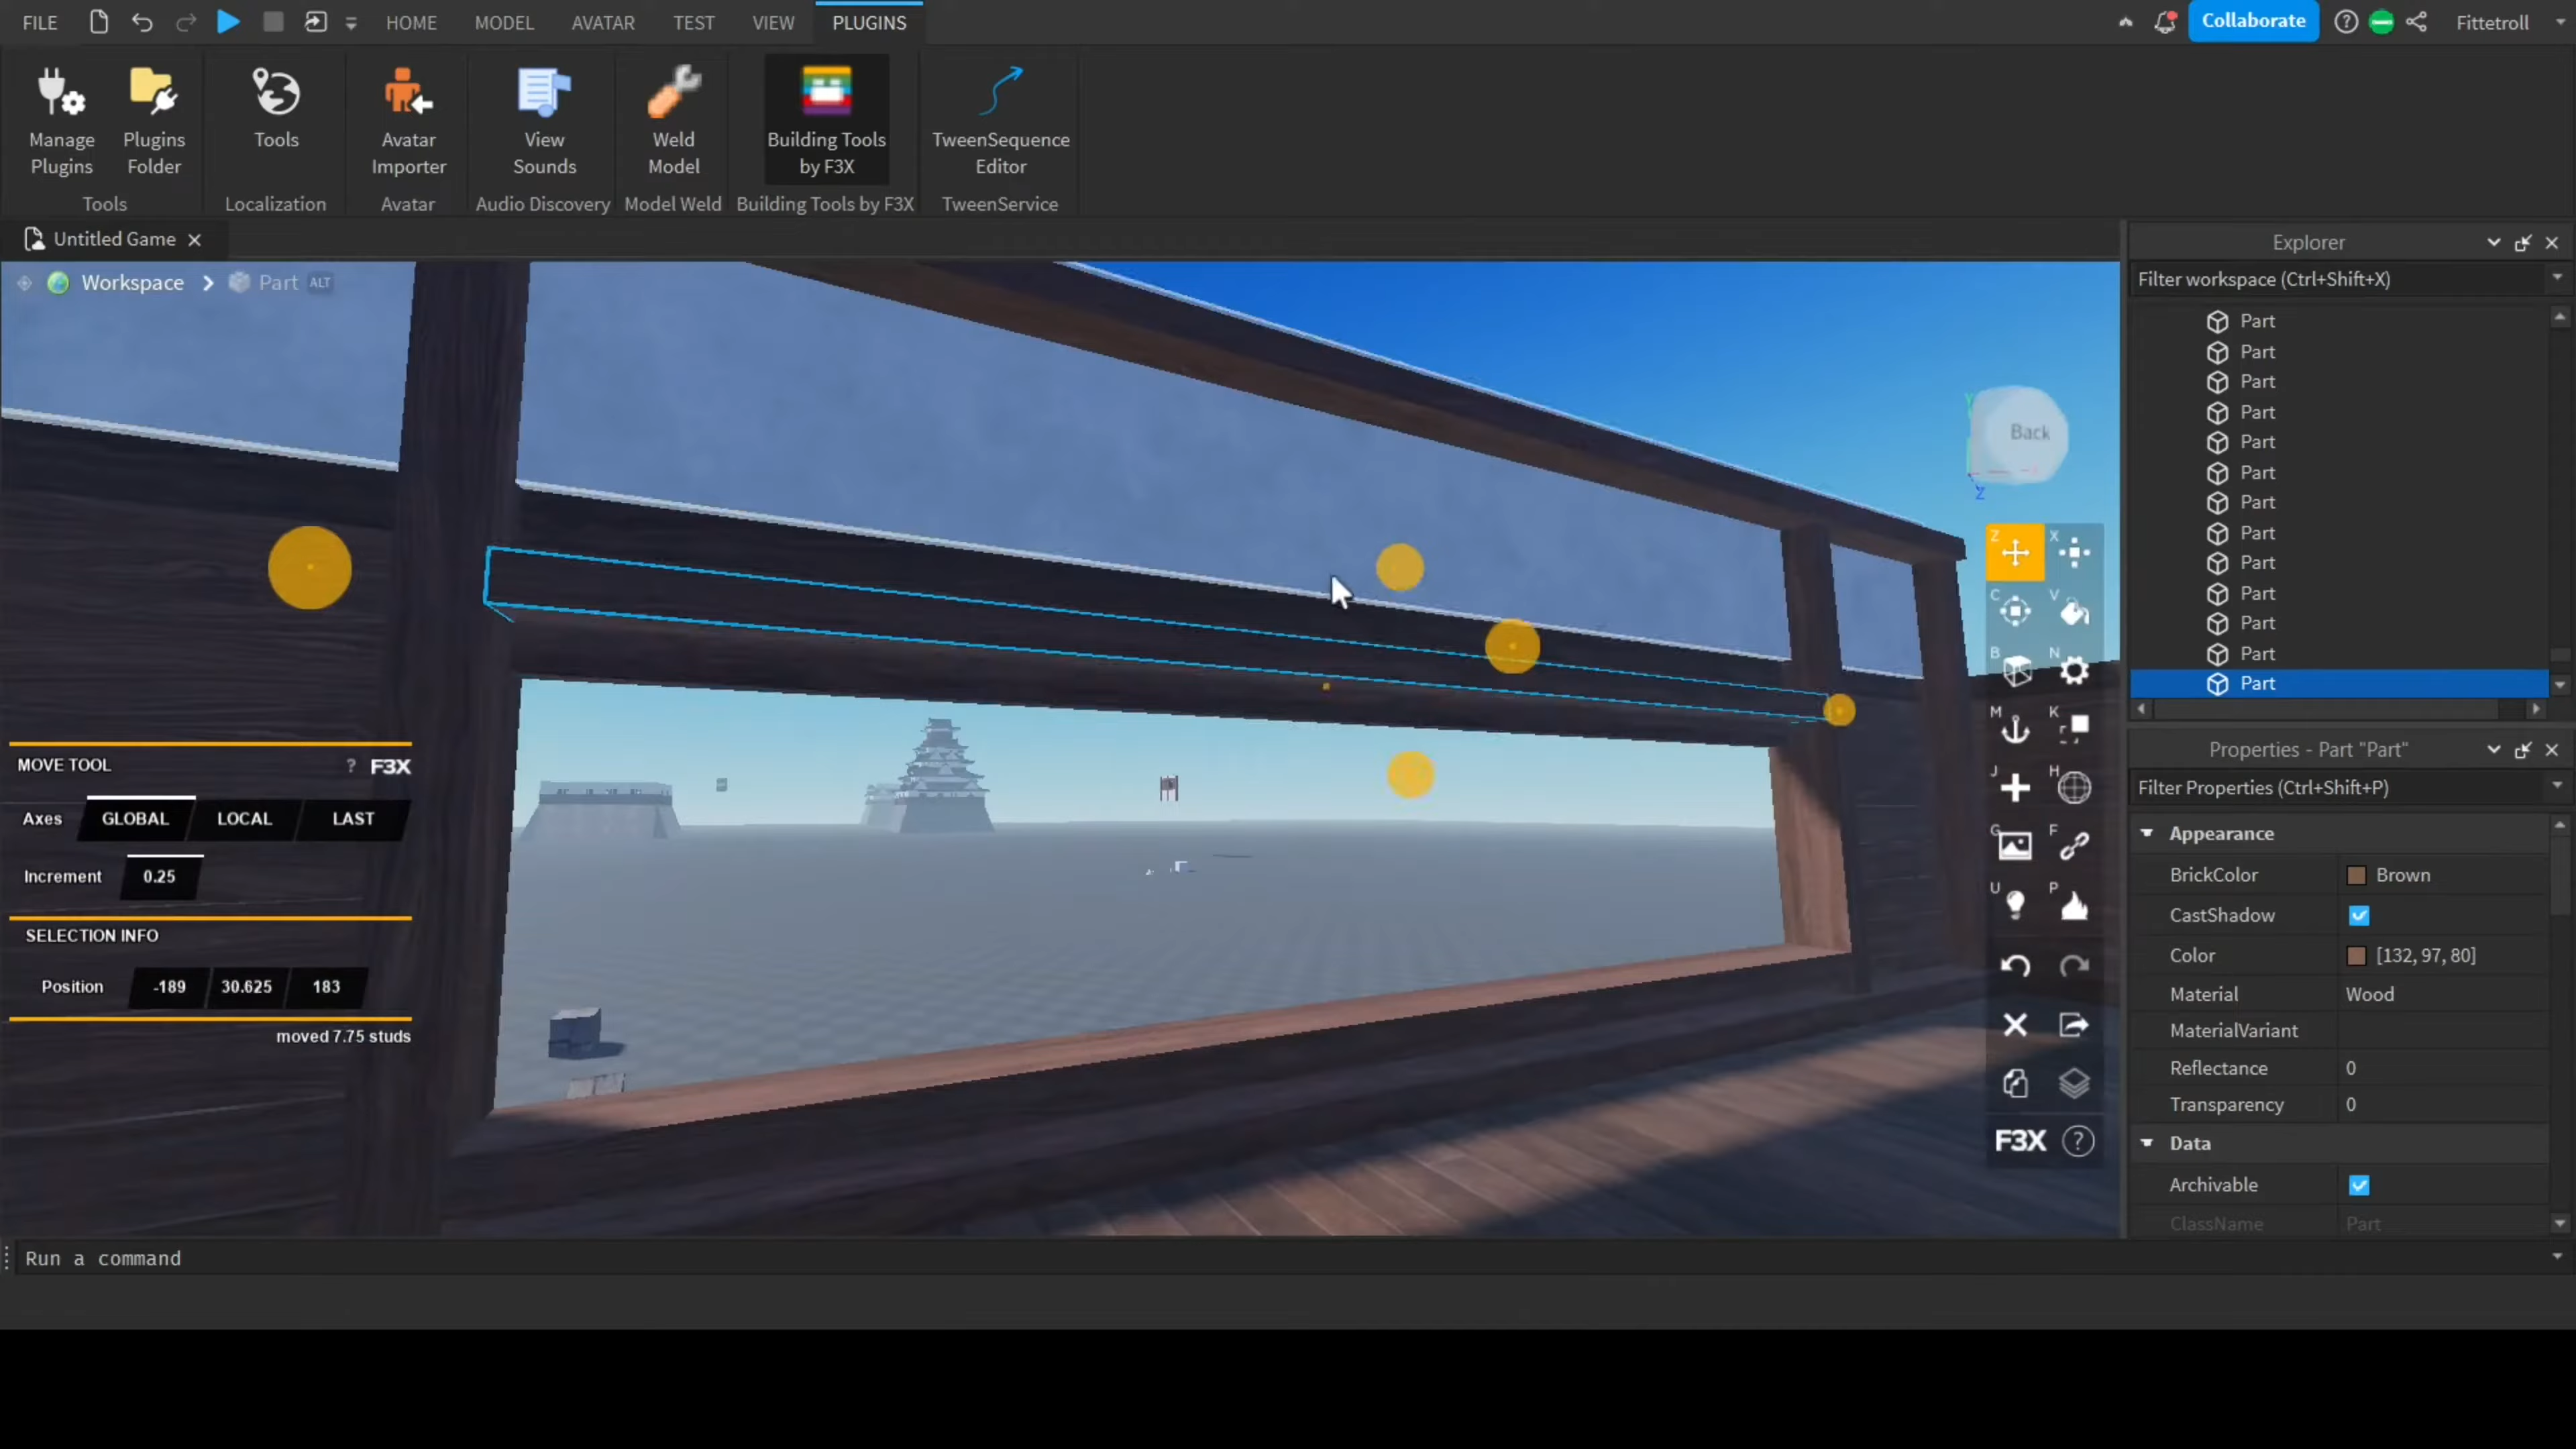 FILE HOME MODEL AVATAR TEST VIEW PLUGINS Collaborate Fittetroll
Manage Plugins
Plugins Folder
Tools
Avatar Importer
View Sounds
Weld Model
Building Tools by F3X
TweenSequence Editor
Tools Localization Avatar Audio Discovery Model Weld Building Tools by F3X TweenService
Untitled Game
Workspace Part ALT
Back
Y
Z
MOVE TOOL ? F3X
Axes GLOBAL LOCAL LAST
Increment 0.25
SELECTION INFO
Position -189 30.625 183
moved 7.75 studs
Z X
C V
B N
M K
J H
G F
U P
F3X ?
Explorer
Filter workspace (Ctrl+Shift+X)
Part
Part
Part
Part
Part
Part
Part
Part
Part
Part
Part
Part
Part
Properties - Part "Part"
Filter Properties (Ctrl+Shift+P)
Appearance
BrickColor Brown
CastShadow
Color [132, 97, 80]
Material Wood
MaterialVariant
Reflectance 0
Transparency 0
Data
Archivable
ClassName Part
Run a command